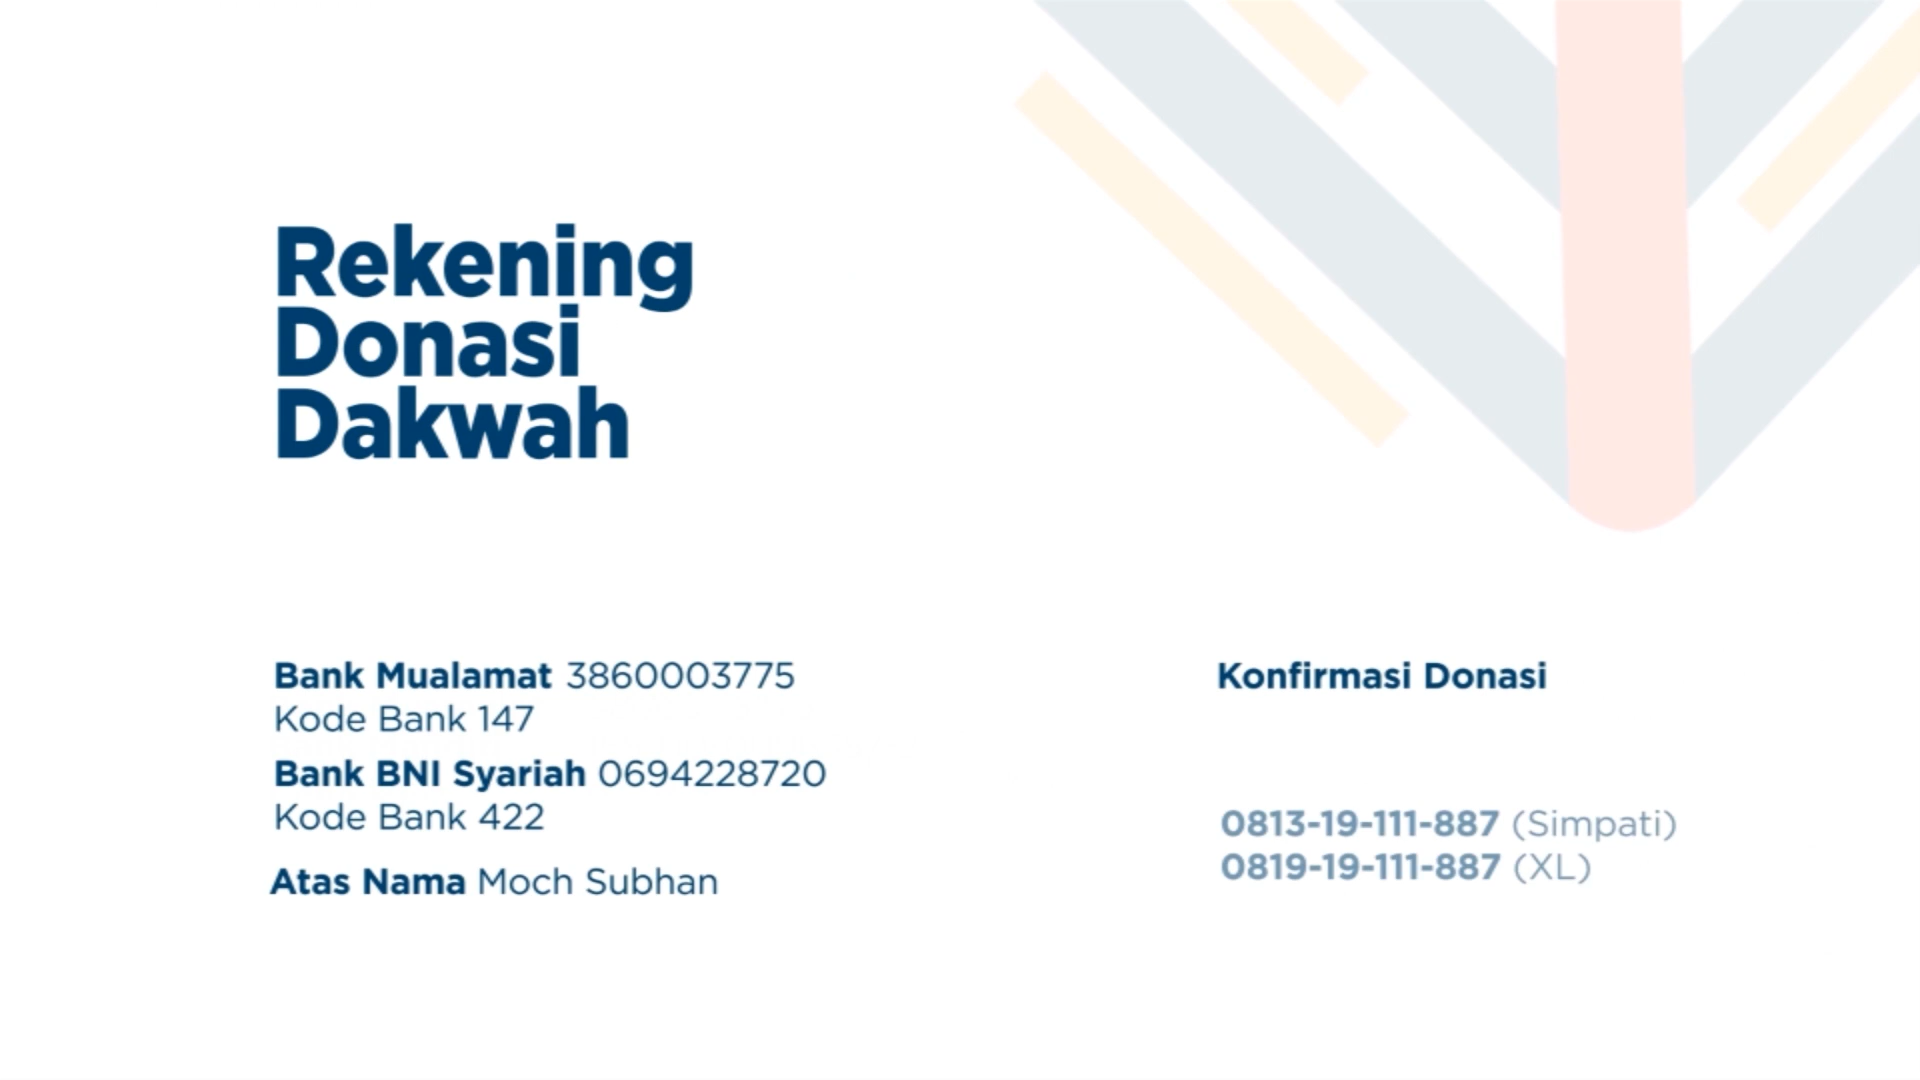 Rekening
Donasi
Dakwah
Bank Mualamat 3860003775
Kode Bank 147
Bank BNI Syariah 0694228720
Kode Bank 422
Atas Nama Moch Subhan
Konfirmasi Donasi
0813-19-111-887 (Simpati)
0819-19-111-887 (XL)